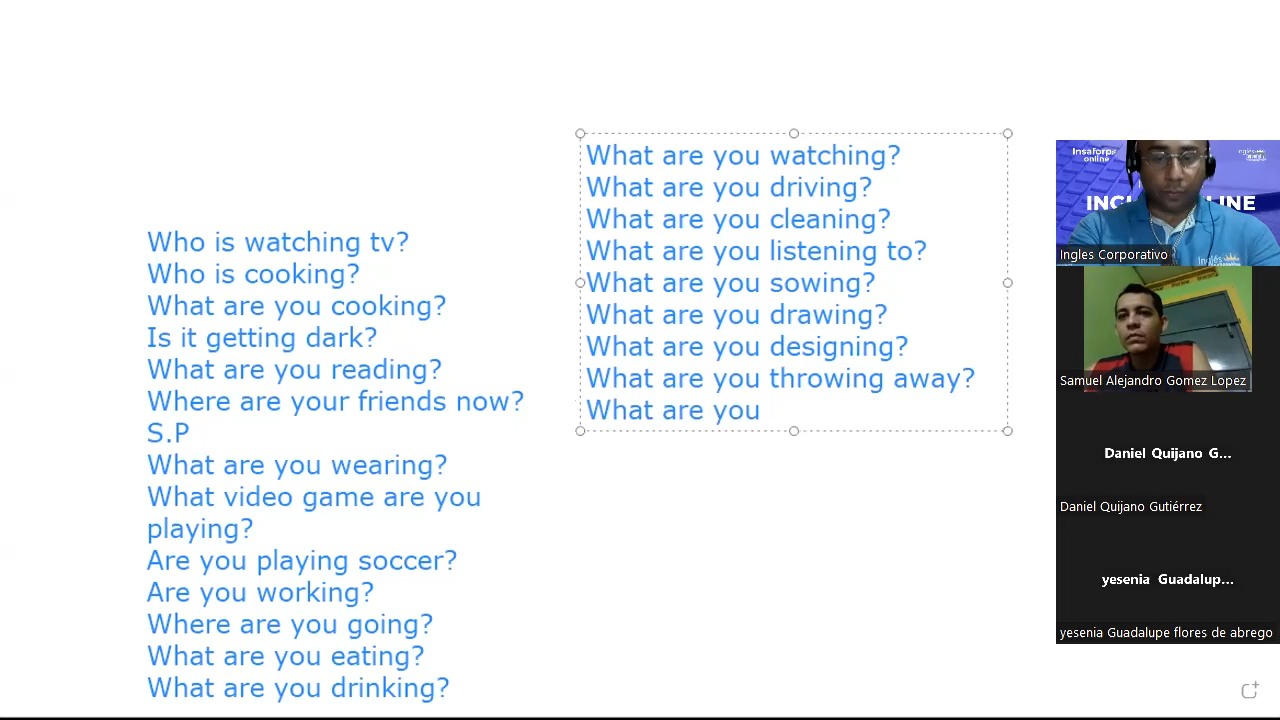 Who is watching tv?
Who is cooking?
What are you cooking?
Is it getting dark?
What are you reading?
Where are your friends now?
S.P
What are you wearing?
What video game are you
playing?
Are you playing soccer?
Are you working?
Where are you going?
What are you eating?
What are you drinking?
What are you watching?
What are you driving?
What are you cleaning?
What are you listening to?
What are you sowing?
What are you drawing?
What are you designing?
What are you throwing away?
What are you
online
Ingles Corporativo
Samuel Alejandro Gomez Lopez
Daniel Quijano G...
Daniel Quijano Gutiérrez
yesenia Guadalup...
yesenia Guadalupe flores de abrego